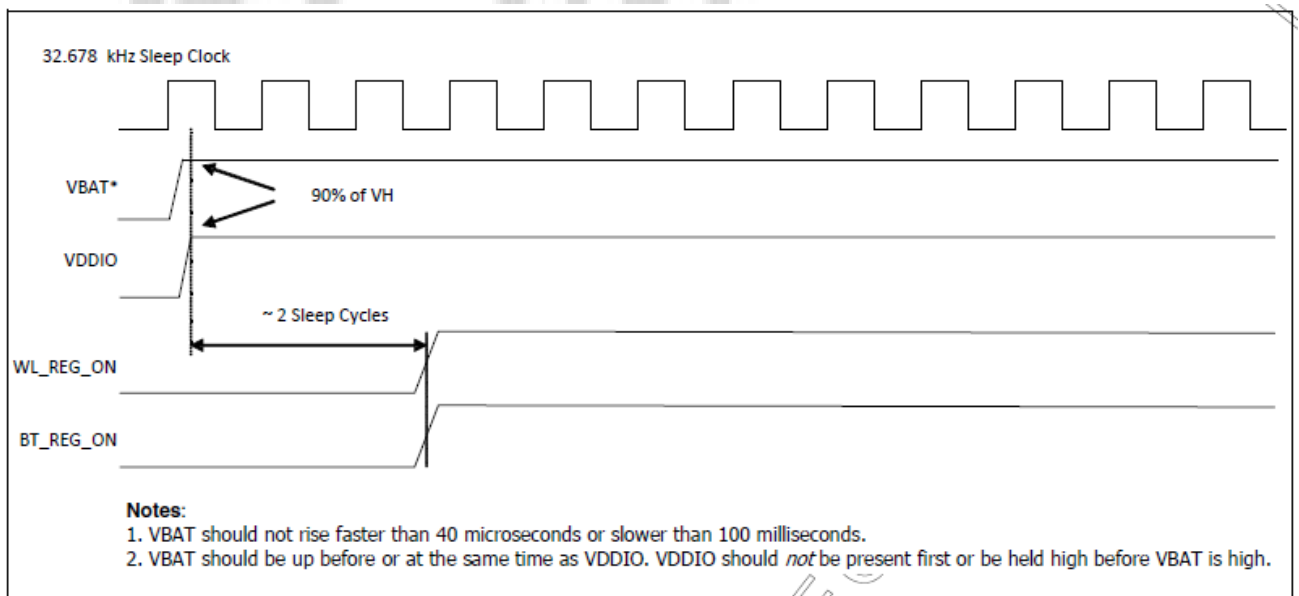 32.678 kHz Sleep Clock
VBAT*
90% of VH
VDDIO
~ 2 Sleep Cycles
WL_REG_ON
BT_REG_ON
Notes:
1. VBAT should not rise faster than 40 microseconds or slower than 100 milliseconds.
2. VBAT should be up before or at the same time as VDDIO. VDDIO should not be present first or be held high before VBAT is high.